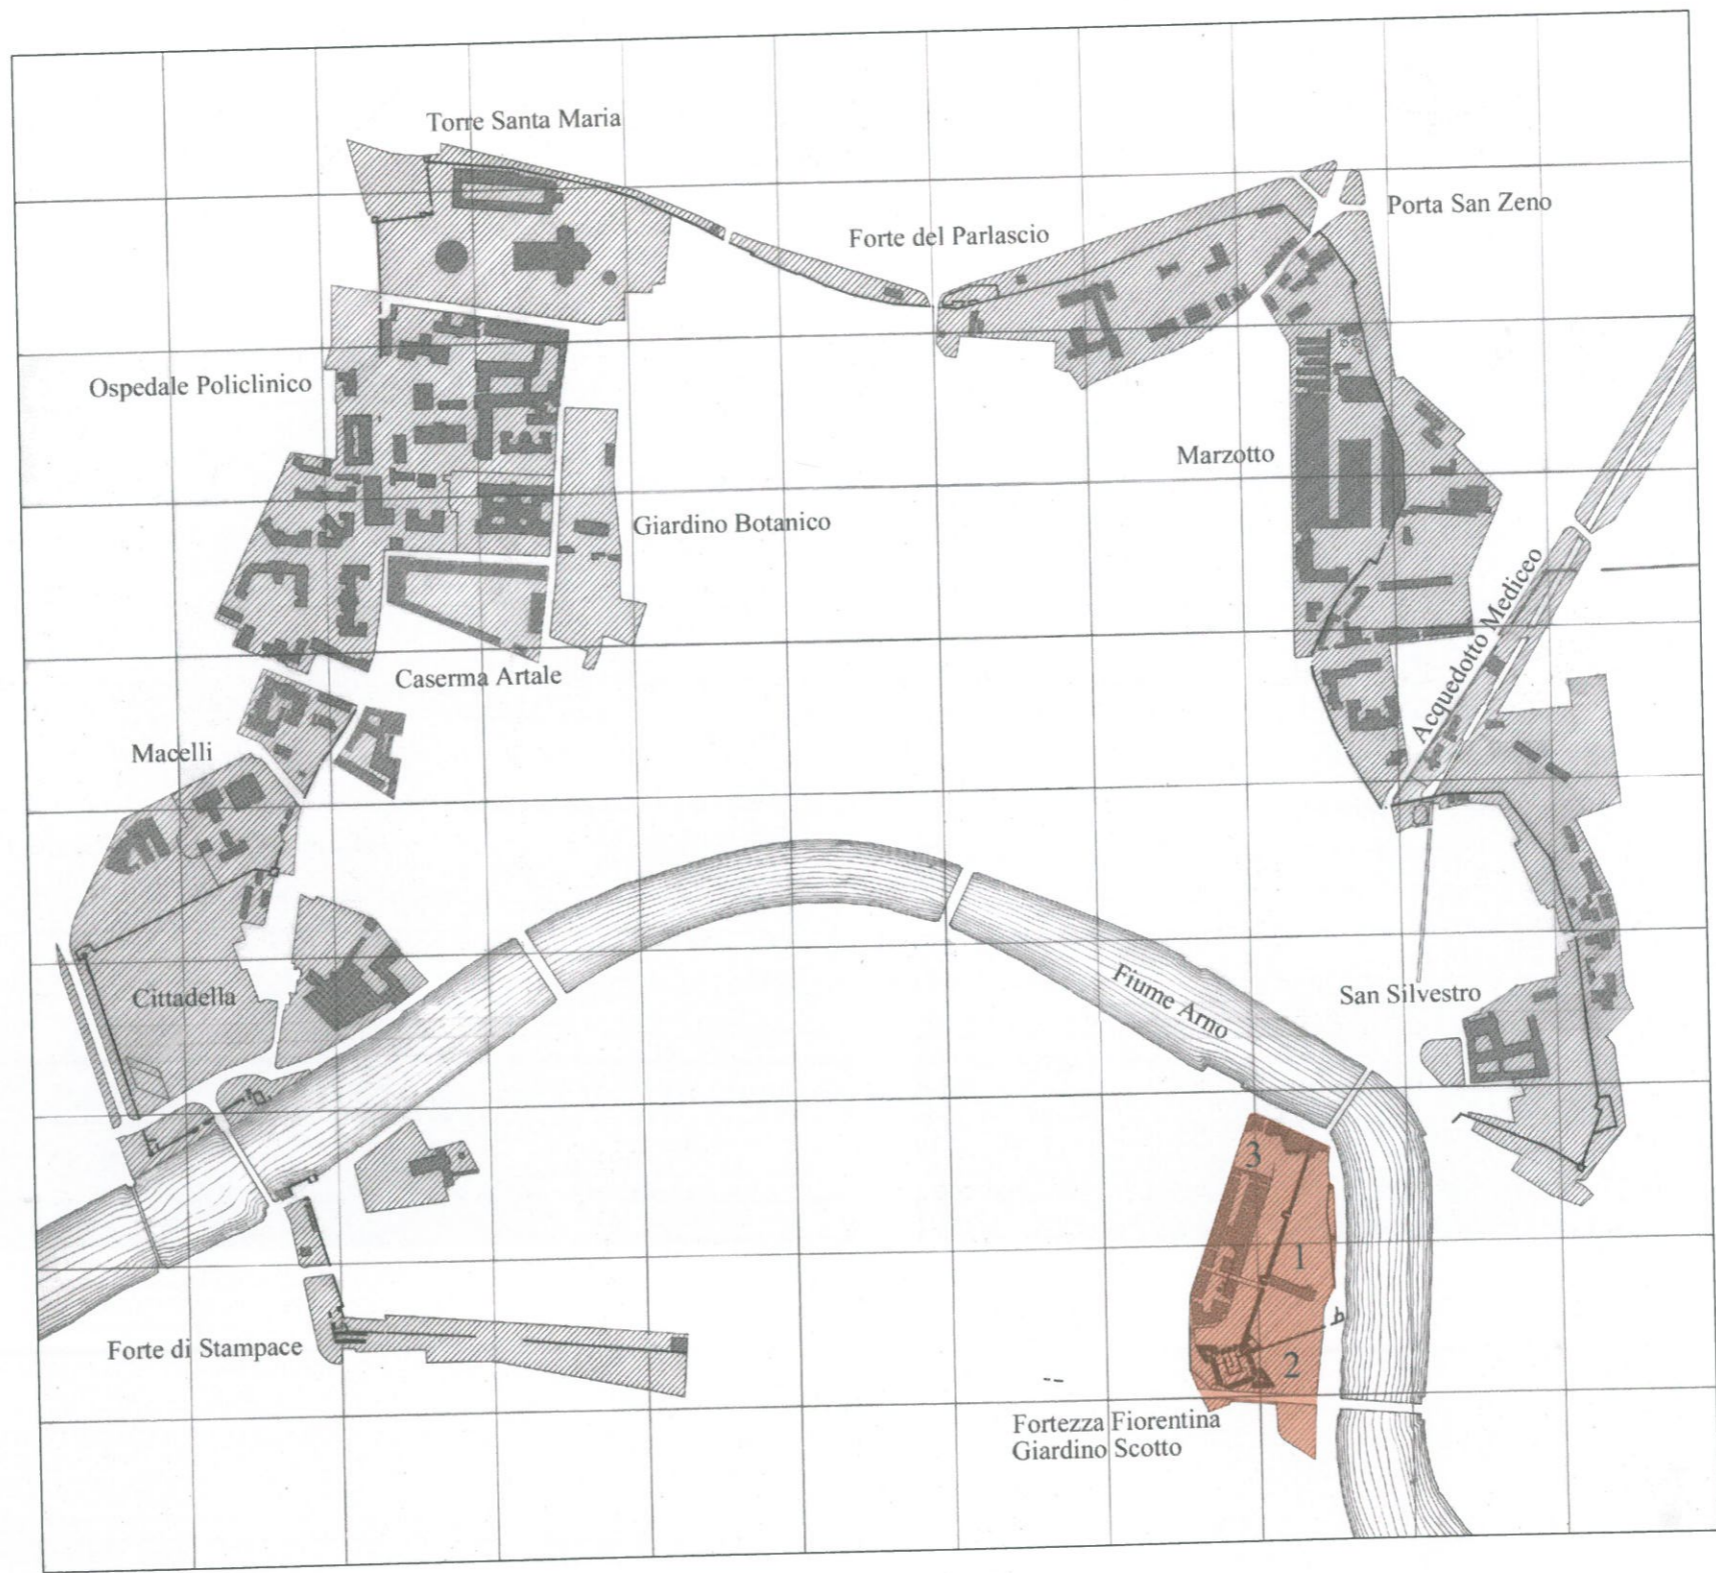 Torre Santa Maria
Porta San Zeno
Forte del Parlascio
Ospedale Policlinico
Marzotto
Giardino Botanico
Acquedotto Mediceo
Caserma Artale
Macelli
Fiume Arno
Cittadella
San Silvestro
3
1
b
Forte di Stampace
2
Fortezza Fiorentina
Giardino Scotto